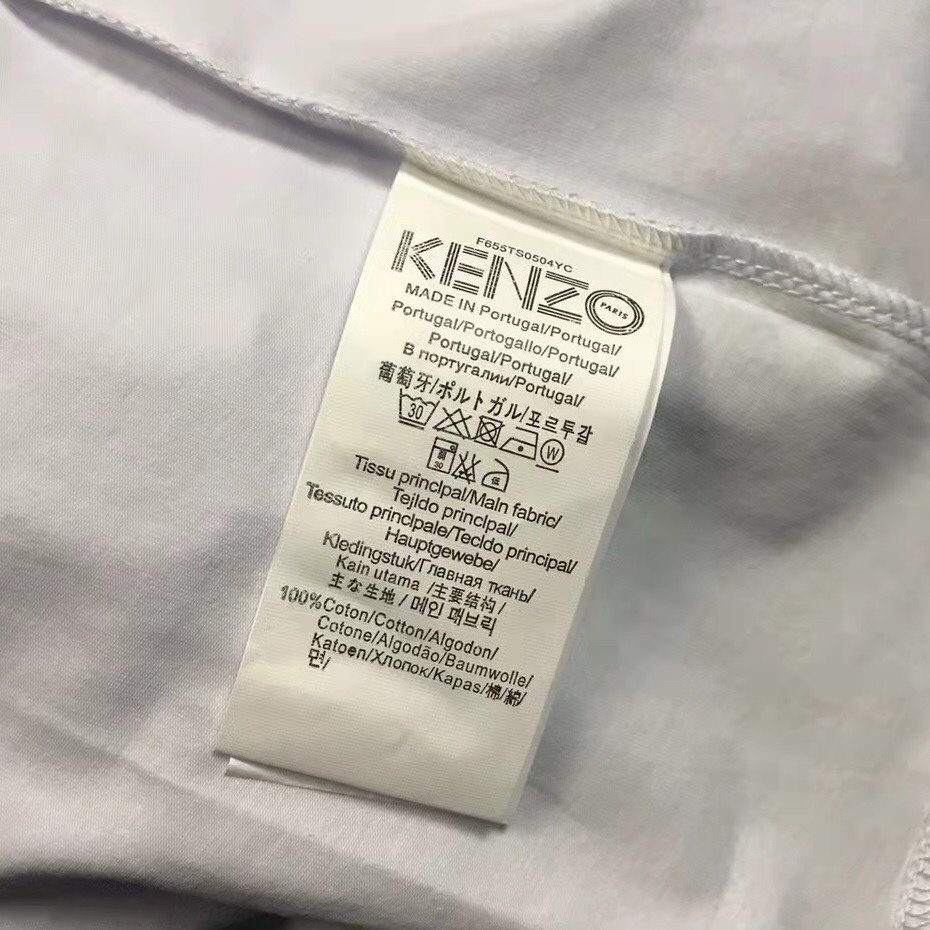 F655TS0504YC
KENZO
PARIS
MADE IN Portugal/Portugal/
Portugal/Portogallo/Portugal/
Portugal/Portugal/
В португалии/Portugal/
葡萄牙/ポルトガル/포르투갈
30 W
30 低
Tissu principal/Main fabric/
Tejido principal/
Tessuto principale/Tecido principal/
Hauptgewebe/
Kledingstuk/Главная ткань/
Kain utama /主要结构/
主な生地 / 메인 패브릭
100%Coton/Cotton/Algodon/
Cotone/Algodão/Baumwolle/
Katoen/Хлопок/Kapas/棉/綿/
면/